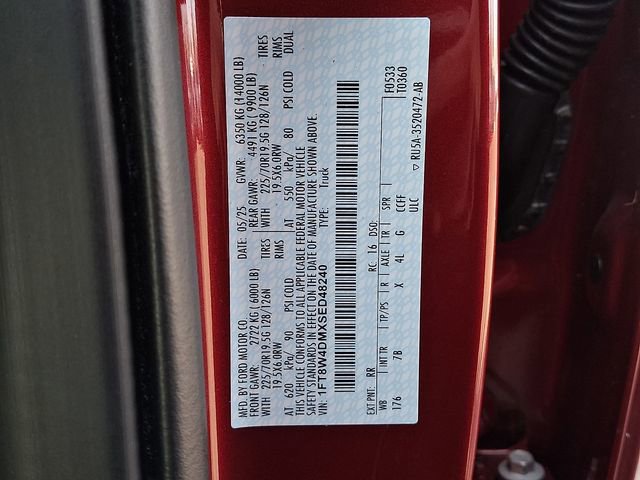 MFD. BY FORD MOTOR CO. DATE: 05/25 GVWR: 6350 KG (14000 LB)
FRONT GAWR: 2722 KG (6000 LB) REAR GAWR: 4491 KG (9900 LB)
WITH 225/70R19.5G 128/126N TIRES WITH 225/70R19.5G 128/126N TIRES
19.5X6.0RW RIMS 19.5X6.0RW RIMS
AT 620 kPa/ 90 PSI COLD AT 550 kPa/ 80 PSI COLD DUAL
THIS VEHICLE CONFORMS TO ALL APPLICABLE FEDERAL MOTOR VEHICLE
SAFETY STANDARDS IN EFFECT ON THE DATE OF MANUFACTURE SHOWN ABOVE.
VIN: 1FT8W4DMXSED48240 TYPE: Truck
F0533
T0360
EXT PNT: RR RC: 16 DSO:
WB INT TR TP/PS R AXLE TR SPR
176 7B X 4L G CCFF
ULC
▽ RU5A-3520472-AB